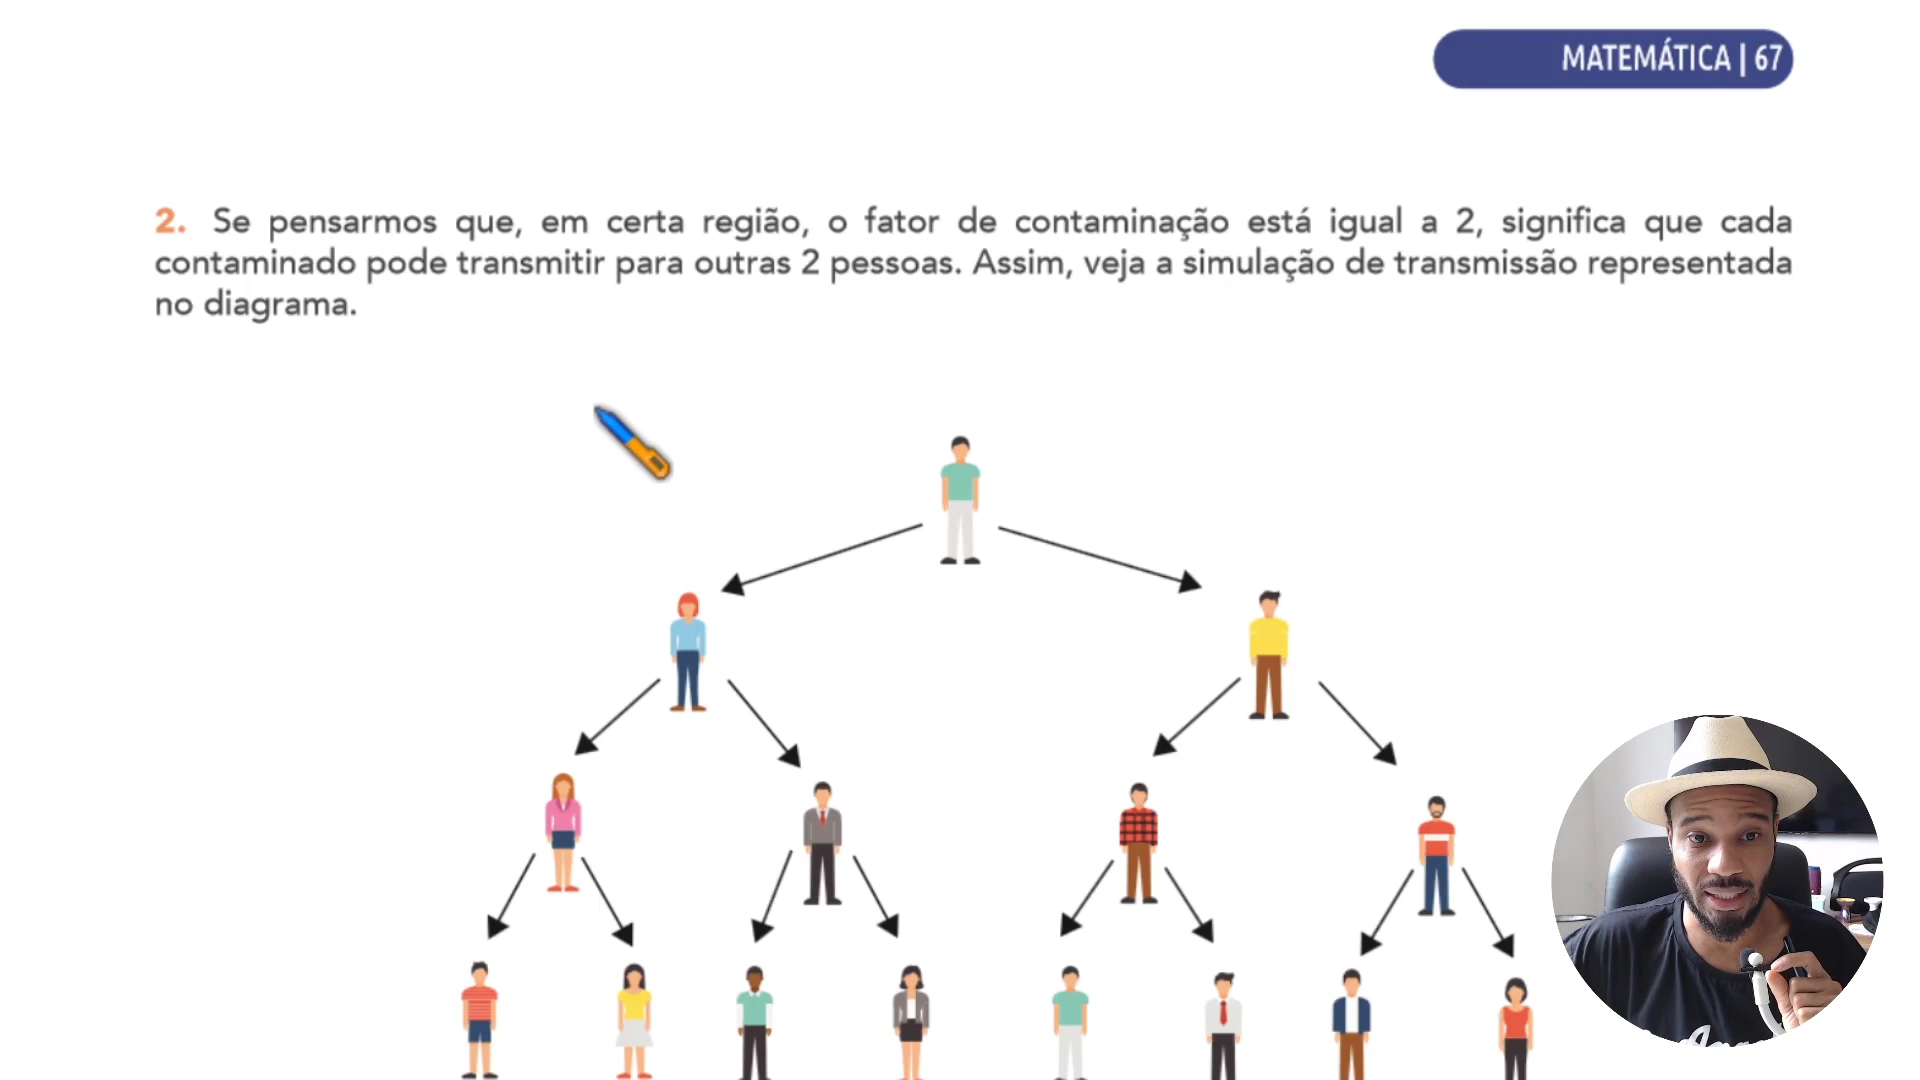 MATEMÁTICA | 67
2. Se pensarmos que, em certa região, o fator de contaminação está igual a 2, significa que cada
contaminado pode transmitir para outras 2 pessoas. Assim, veja a simulação de transmissão representada
no diagrama.